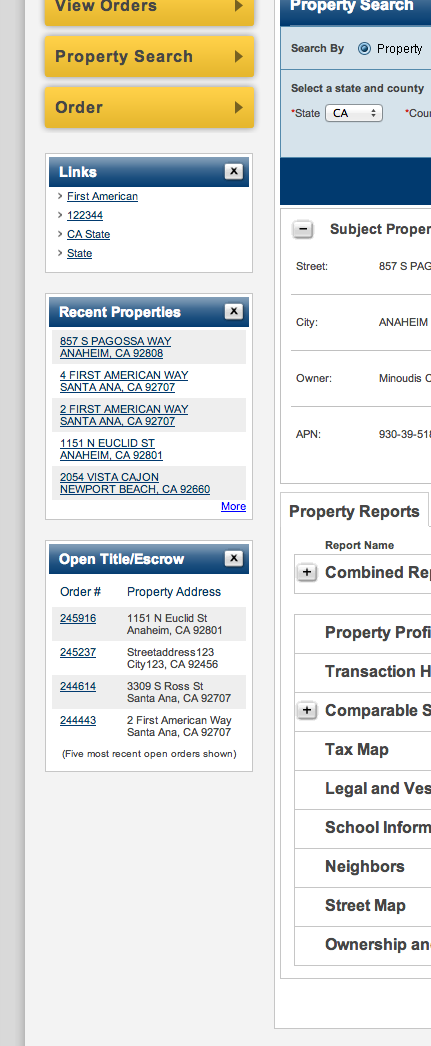 View Orders
Property Search
Order
Links
First American
122344
CA State
State
Recent Properties
857 S PAGOSSA WAY
ANAHEIM, CA 92808
4 FIRST AMERICAN WAY
SANTA ANA, CA 92707
2 FIRST AMERICAN WAY
SANTA ANA, CA 92707
1151 N EUCLID ST
ANAHEIM, CA 92801
2054 VISTA CAJON
NEWPORT BEACH, CA 92660
More
Open Title/Escrow
Order # Property Address
245916 1151 N Euclid St
Anaheim, CA 92801
245237 Streetaddress123
City123, CA 92456
244614 3309 S Ross St
Santa Ana, CA 92707
244443 2 First American Way
Santa Ana, CA 92707
(Five most recent open orders shown)
Property Search
Search By Property
Select a state and county
*State CA *Cou
Subject Proper
Street: 857 S PAG
City: ANAHEIM
Owner: Minoudis C
APN: 930-39-518
Property Reports
Report Name
Combined Rep
Property Profi
Transaction H
Comparable S
Tax Map
Legal and Ves
School Inform
Neighbors
Street Map
Ownership an